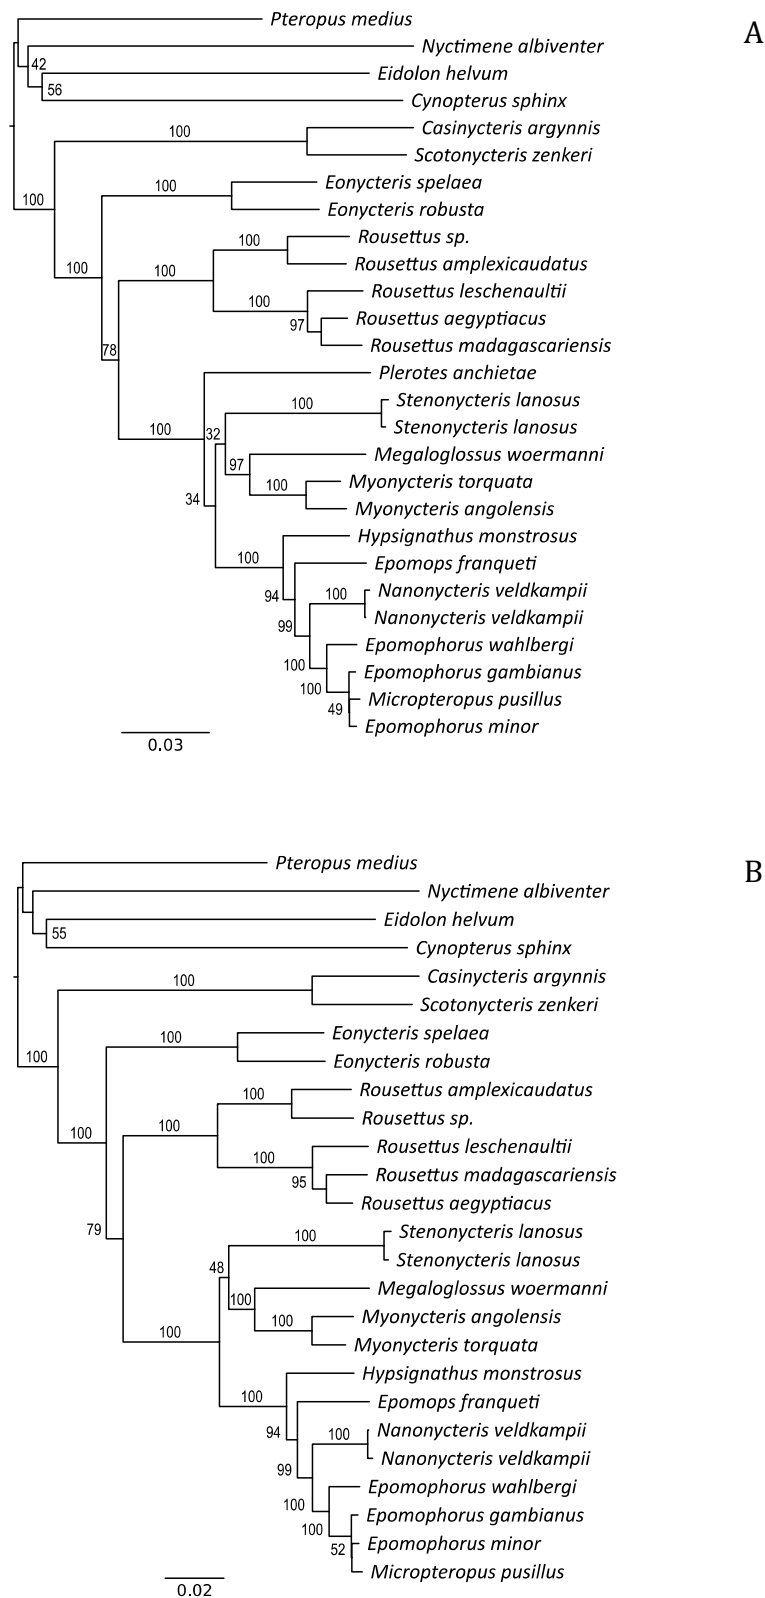 Pteropus medius
A
Nyctimene albiventer
42
Eidolon helvum
56
Cynopterus sphinx
Casinycteris argynnis
100
Scotonycteris zenkeri
Eonycteris spelaea
100
100
Eonycteris robusta
Rousettus sp.
100
Rousettus amplexicaudatus
100
100
Rousettus leschenaultii
100
Rousettus aegyptiacus
97
Rousettus madagascariensis
78
Plerotes anchietae
Stenonycteris lanosus
100
Stenonycteris lanosus
100
32
Megaloglossus woermanni
97
Myonycteris torquata
100
34
Myonycteris angolensis
Hypsignathus monstrosus
100
Epomops franqueti
Nanonycteris veldkampii
94
100
Nanonycteris veldkampii
99
Epomophorus wahlbergi
100
Epomophorus gambianus
100
Micropteropus pusillus
49
Epomophorus minor
0.03
Pteropus medius
B
Nyctimene albiventer
Eidolon helvum
55
Cynopterus sphinx
Casinycteris argynnis
100
Scotonycteris zenkeri
Eonycteris spelaea
100
100
Eonycteris robusta
Rousettus amplexicaudatus
100
Rousettus sp.
100
100
Rousettus leschenaultii
100
Rousettus madagascariensis
95
Rousettus aegyptiacus
79
Stenonycteris lanosus
100
Stenonycteris lanosus
48
Megaloglossus woermanni
100
Myonycteris angolensis
100
100
Myonycteris torquata
Hypsignathus monstrosus
100
Epomops franqueti
94
Nanonycteris veldkampii
100
Nanonycteris veldkampii
99
Epomophorus wahlbergi
100
Epomophorus gambianus
100
Epomophorus minor
52
Micropteropus pusillus
0.02